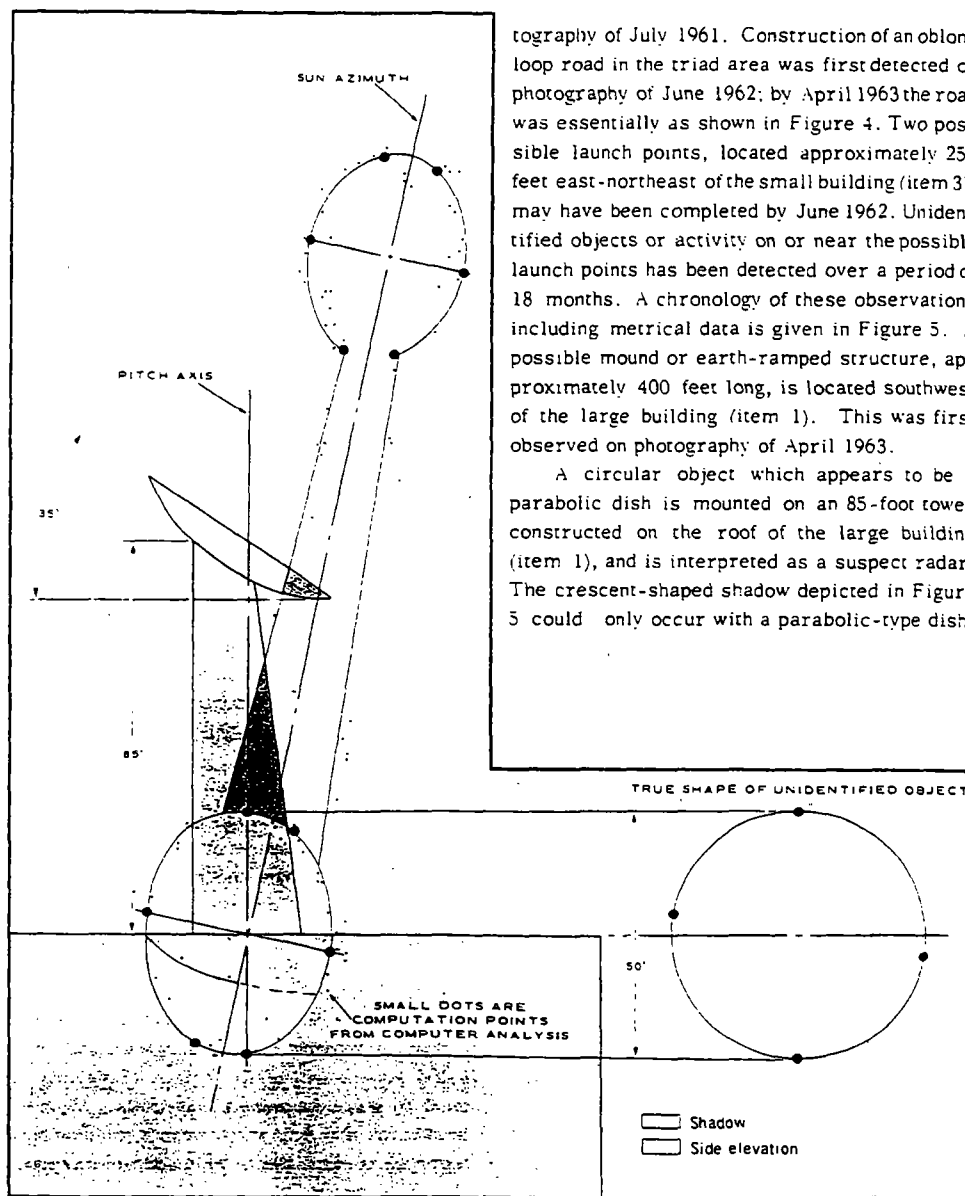 tography of July 1961. Construction of an oblon
loop road in the triad area was first detected o
photography of June 1962; by April 1963 the roa
was essentially as shown in Figure 4. Two pos-
sible launch points, located approximately 25
feet east-northeast of the small building (item 3
may have been completed by June 1962. Uniden
tified objects or activity on or near the possibl
launch points has been detected over a period o
18 months. A chronology of these observation
including metrical data is given in Figure 5.
possible mound or earth-ramped structure, ap
proximately 400 feet long, is located southwes
of the large building (item 1). This was firs
observed on photography of April 1963.
A circular object which appears to be
parabolic dish is mounted on an 85-foot towe
constructed on the roof of the large buildin
(item 1), and is interpreted as a suspect radar
The crescent-shaped shadow depicted in Figur
5 could only occur with a parabolic-type dish
SUN AZIMUTH
PITCH AXIS
35'
85'
TRUE SHAPE OF UNIDENTIFIED OBJECT
50'
SMALL DOTS ARE
COMPUTATION POINTS
FROM COMPUTER ANALYSIS
Shadow
Side elevation